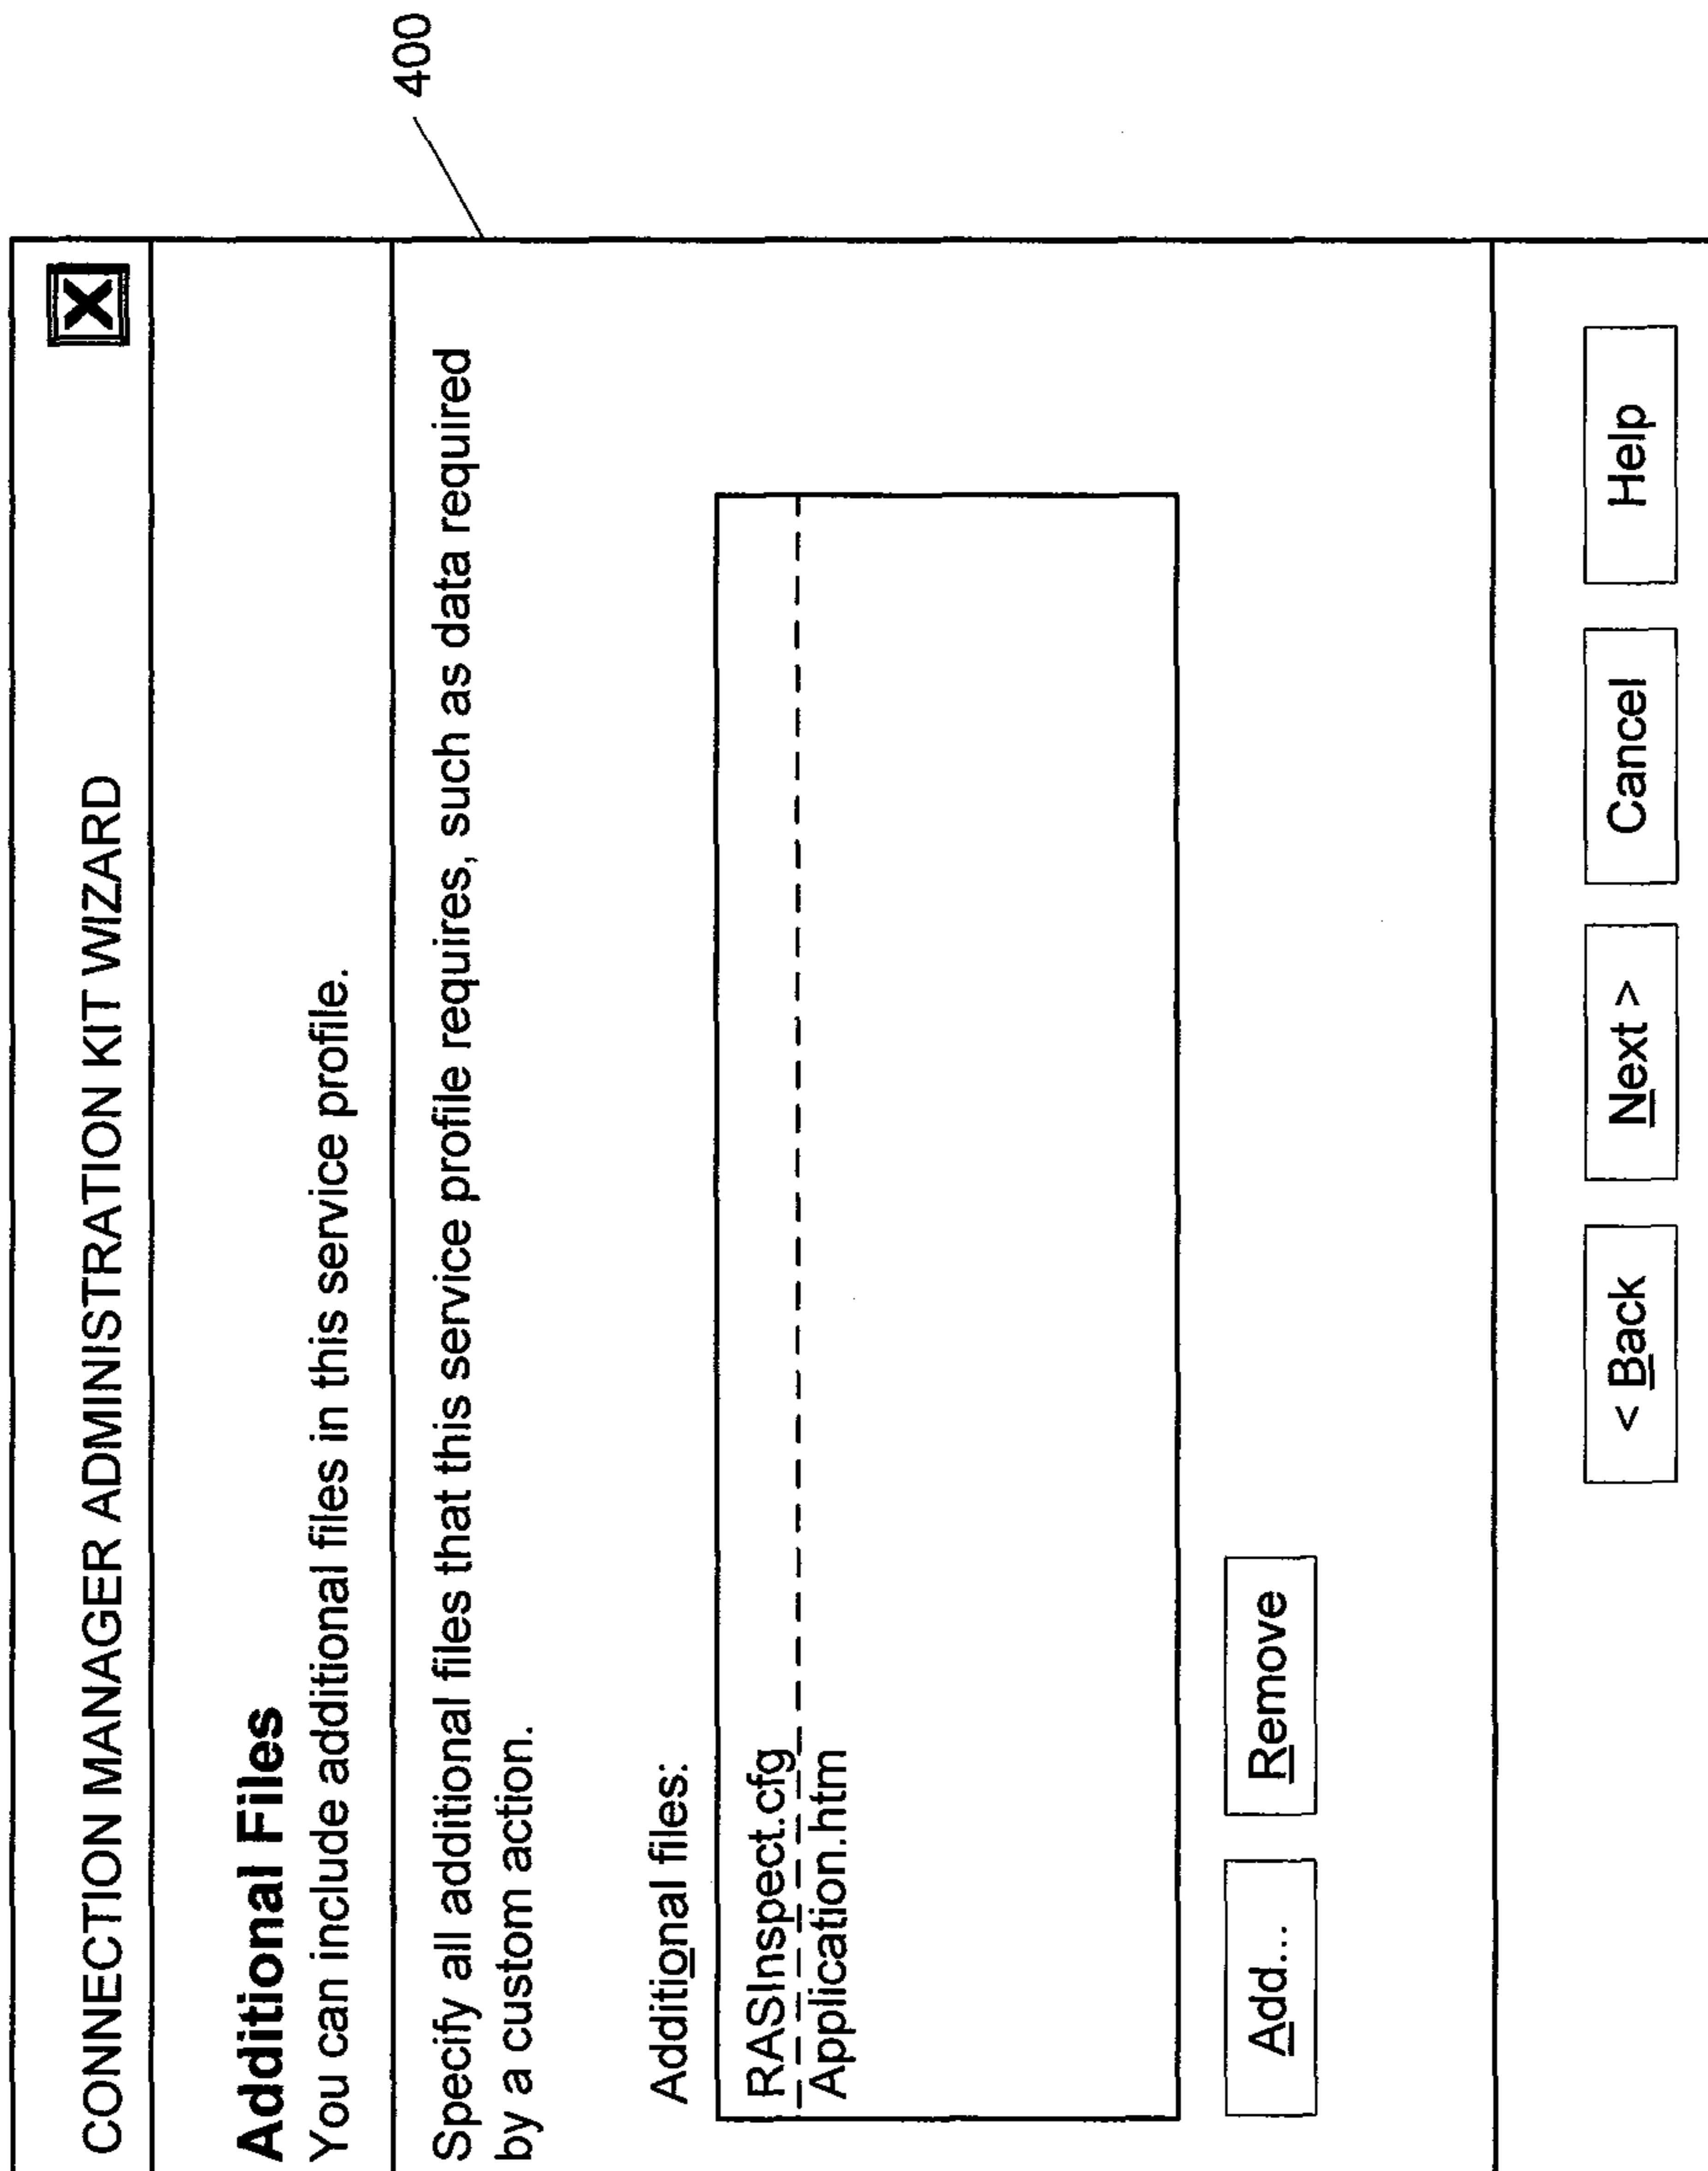 400
CONNECTION MANAGER ADMINISTRATION KIT WIZARD
X
Additional Files
You can include additional files in this service profile.
Specify all additional files that this service profile requires, such as data required
by a custom action.
Additional files:
RASInspect.cfg
Application.htm
Add...
Remove
< Back
Next >
Cancel
Help